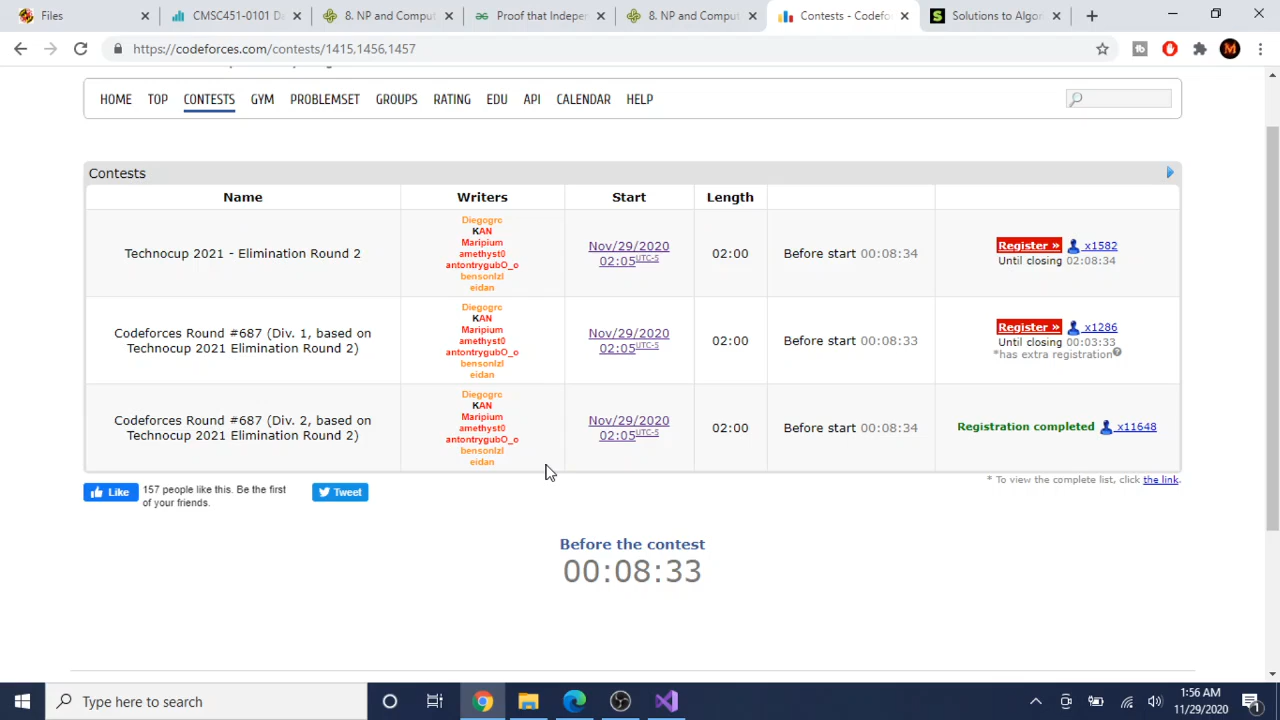 Files
CMSC451-0101 Da
8. NP and Comput
Proof that Indeper
8. NP and Comput
Contests - Codefo
Solutions to Algor
https://codeforces.com/contests/1415,1456,1457
M
HOME TOP CONTESTS GYM PROBLEMSET GROUPS RATING EDU API CALENDAR HELP
Contests
Name Writers Start Length
Technocup 2021 - Elimination Round 2
Diegogrc
KAN
Maripium
amethyst0
antontrygubO_o
bensonlzl
eidan
Nov/29/2020
02:05UTC-5
02:00
Before start 00:08:34
Register » x1582
Until closing 02:08:34
Codeforces Round #687 (Div. 1, based on
Technocup 2021 Elimination Round 2)
Diegogrc
KAN
Maripium
amethyst0
antontrygubO_o
bensonlzl
eidan
Nov/29/2020
02:05UTC-5
02:00
Before start 00:08:33
Register » x1286
Until closing 00:03:33
*has extra registration?
Codeforces Round #687 (Div. 2, based on
Technocup 2021 Elimination Round 2)
Diegogrc
KAN
Maripium
amethyst0
antontrygubO_o
bensonlzl
eidan
Nov/29/2020
02:05UTC-5
02:00
Before start 00:08:34
Registration completed x11648
* To view the complete list, click the link.
Like
157 people like this. Be the first
of your friends.
Tweet
Before the contest
00:08:33
Type here to search
1:56 AM
11/29/2020
1